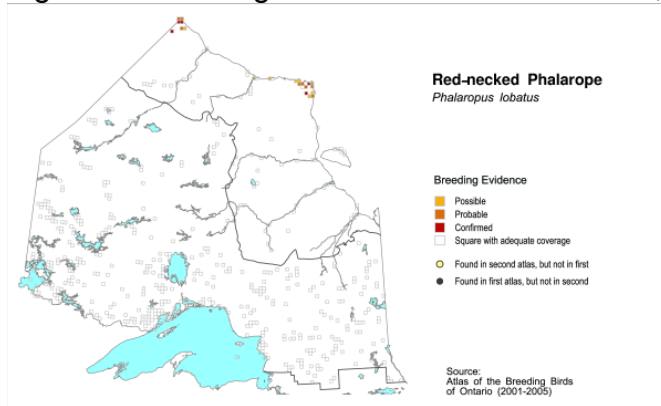 Red-necked Phalarope
Phalaropus lobatus
Breeding Evidence
Possible
Probable
Confirmed
Square with adequate coverage
Found in second atlas, but not in first
Found in first atlas, but not in second
Source:
Atlas of the Breeding Birds
of Ontario (2001-2005)